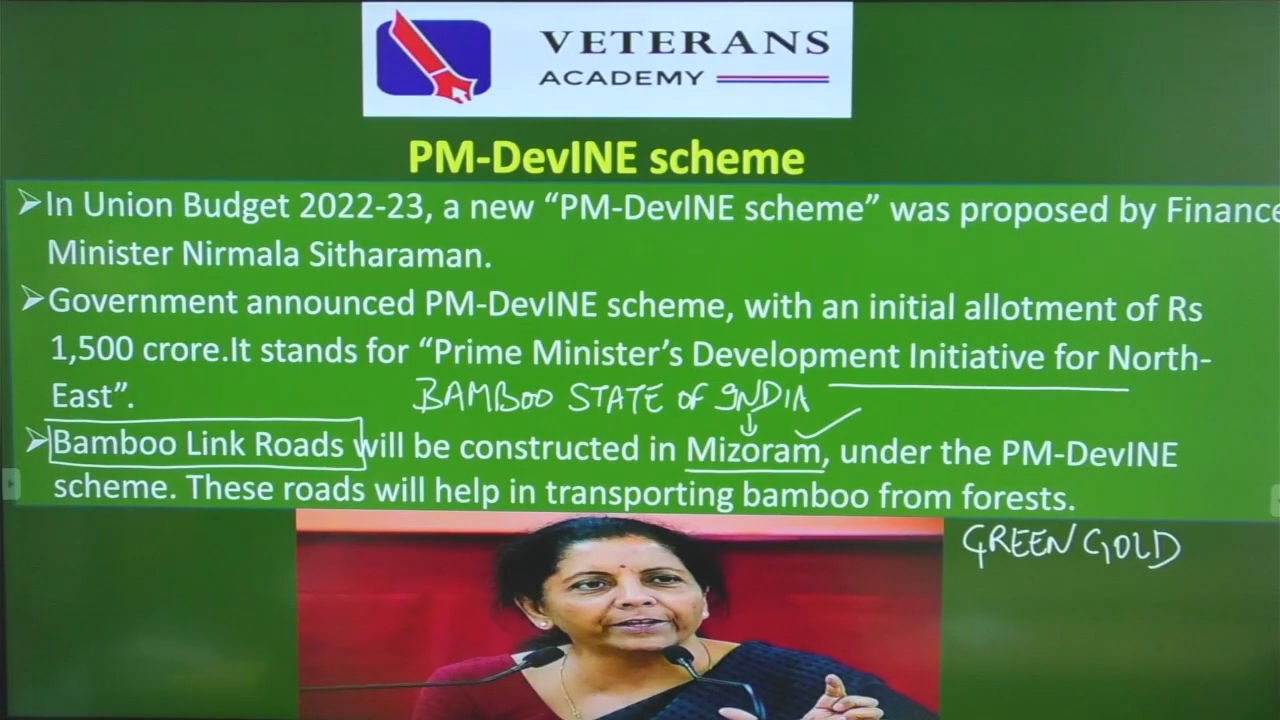 VETERANS
ACADEMY
PM-DevINE scheme
➢In Union Budget 2022-23, a new “PM-DevINE scheme” was proposed by Finance
Minister Nirmala Sitharaman.
➢Government announced PM-DevINE scheme, with an initial allotment of Rs
1,500 crore.It stands for “Prime Minister’s Development Initiative for North-
East”.
BAMBOO STATE OF INDIA
➢Bamboo Link Roads will be constructed in Mizoram, under the PM-DevINE
scheme. These roads will help in transporting bamboo from forests.
GREEN GOLD